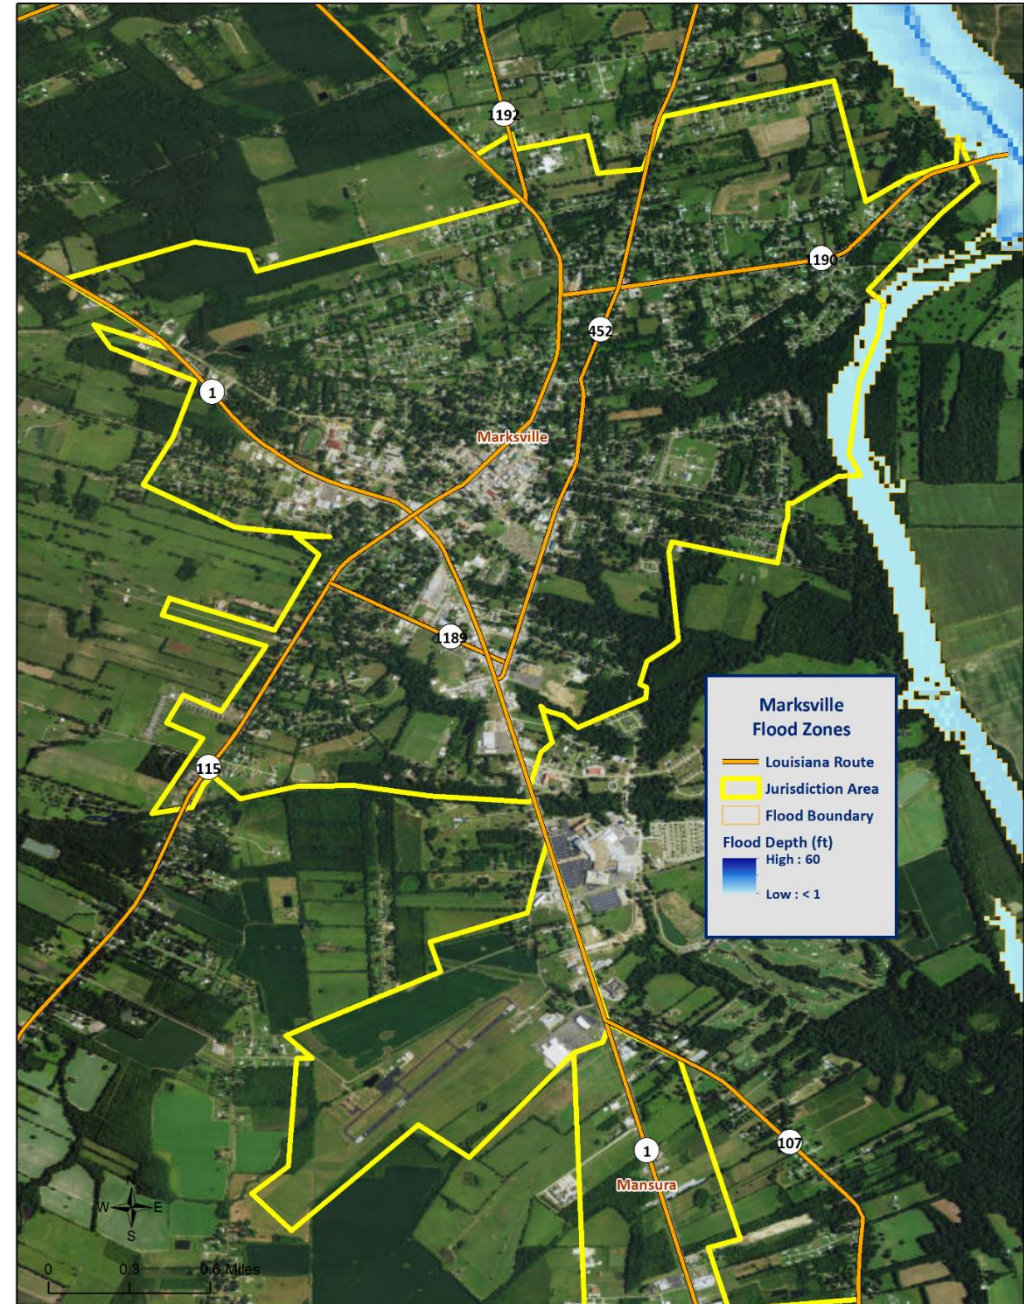 1192
1190
452
1
Marksville
1189
115
Marksville
Flood Zones
Louisiana Route
Jurisdiction Area
Flood Boundary
Flood Depth (ft)
High : 60
Low : < 1
107
1
Mansura
N
W E
S
0 0.3 0.6 Miles